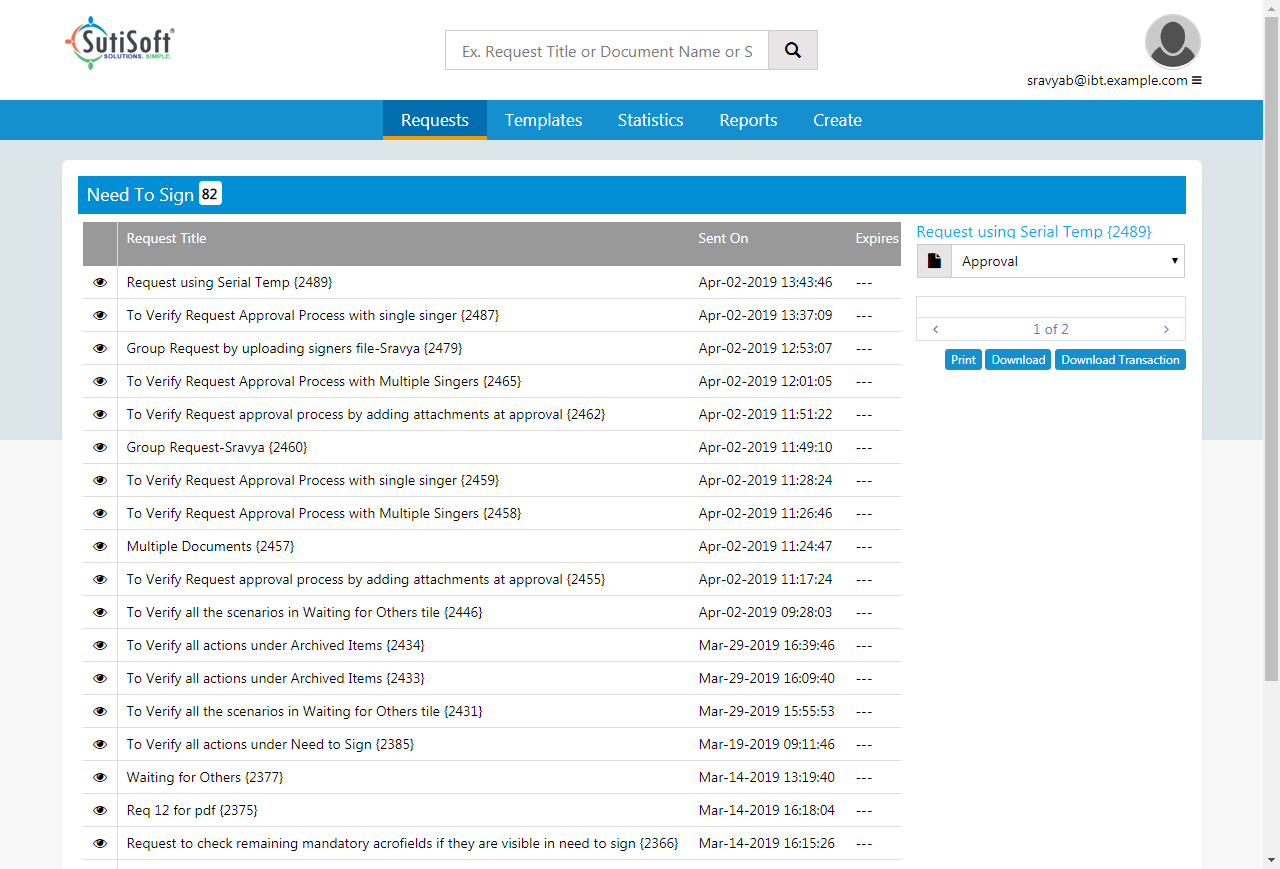 SutiSoft®
SOLUTIONS. SIMPLE.
Ex. Request Title or Document Name or S
sravyab@ibt.example.com
Requests Templates Statistics Reports Create
Need To Sign 82
Request Title Sent On Expires
Request using Serial Temp {2489} Apr-02-2019 13:43:46 ---
To Verify Request Approval Process with single singer {2487} Apr-02-2019 13:37:09 ---
Group Request by uploading signers file-Sravya {2479} Apr-02-2019 12:53:07 ---
To Verify Request Approval Process with Multiple Singers {2465} Apr-02-2019 12:01:05 ---
To Verify Request approval process by adding attachments at approval {2462} Apr-02-2019 11:51:22 ---
Group Request-Sravya {2460} Apr-02-2019 11:49:10 ---
To Verify Request Approval Process with single singer {2459} Apr-02-2019 11:28:24 ---
To Verify Request Approval Process with Multiple Singers {2458} Apr-02-2019 11:26:46 ---
Multiple Documents {2457} Apr-02-2019 11:24:47 ---
To Verify Request approval process by adding attachments at approval {2455} Apr-02-2019 11:17:24 ---
To Verify all the scenarios in Waiting for Others tile {2446} Apr-02-2019 09:28:03 ---
To Verify all actions under Archived Items {2434} Mar-29-2019 16:39:46 ---
To Verify all actions under Archived Items {2433} Mar-29-2019 16:09:40 ---
To Verify all the scenarios in Waiting for Others tile {2431} Mar-29-2019 15:55:53 ---
To Verify all actions under Need to Sign {2385} Mar-19-2019 09:11:46 ---
Waiting for Others {2377} Mar-14-2019 13:19:40 ---
Req 12 for pdf {2375} Mar-14-2019 16:18:04 ---
Request to check remaining mandatory acrofields if they are visible in need to sign {2366} Mar-14-2019 16:15:26 ---
Request using Serial Temp {2489}
Approval
< 1 of 2 >
Print Download Download Transaction